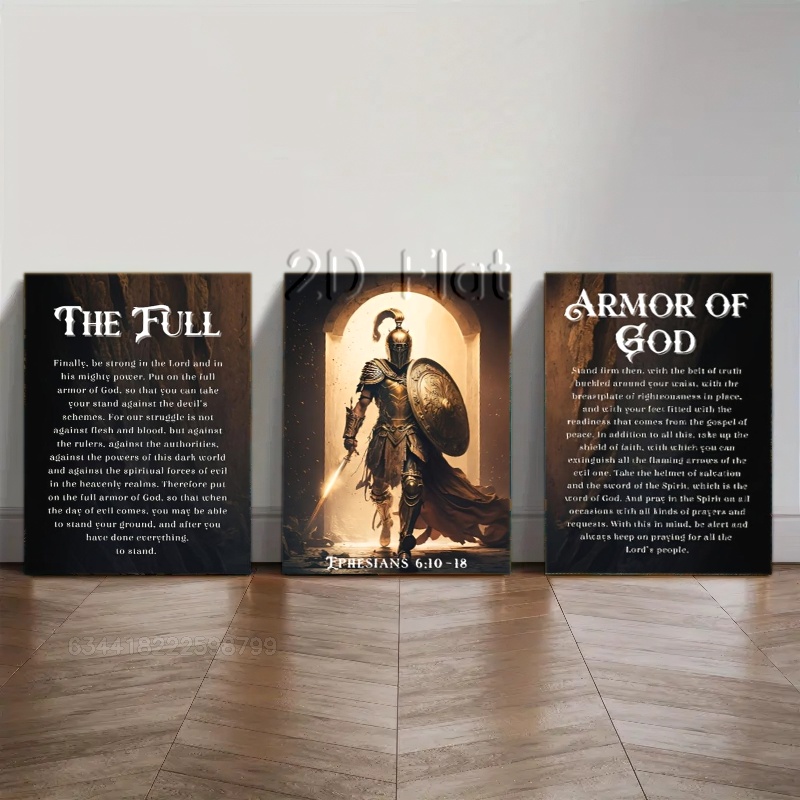 2D Flat
THE FULL
Finally, be strong in the Lord and in
his mighty power. Put on the full
armor of God, so that you can take
your stand against the devil's
schemes. For our struggle is not
against flesh and blood, but against
the rulers, against the authorities,
against the powers of this dark world
and against the spiritual forces of evil
in the heavenly realms. Therefore put
on the full armor of God, so that when
the day of evil comes, you may be able
to stand your ground, and after you
have done everything,
to stand.
EPHESIANS 6:10-18
ARMOR OF
GOD
Stand firm then, with the belt of truth
buckled around your waist, with the
breastplate of righteousness in place,
and with your feet fitted with the
readiness that comes from the gospel of
peace. In addition to all this, take up the
shield of faith, with which you can
extinguish all the flaming arrows of the
evil one. Take the helmet of salvation
and the sword of the Spirit, which is the
word of God. And pray in the Spirit on all
occasions with all kinds of prayers and
requests. With this in mind, be alert and
always keep on praying for all the
Lord's people.
634418292598799